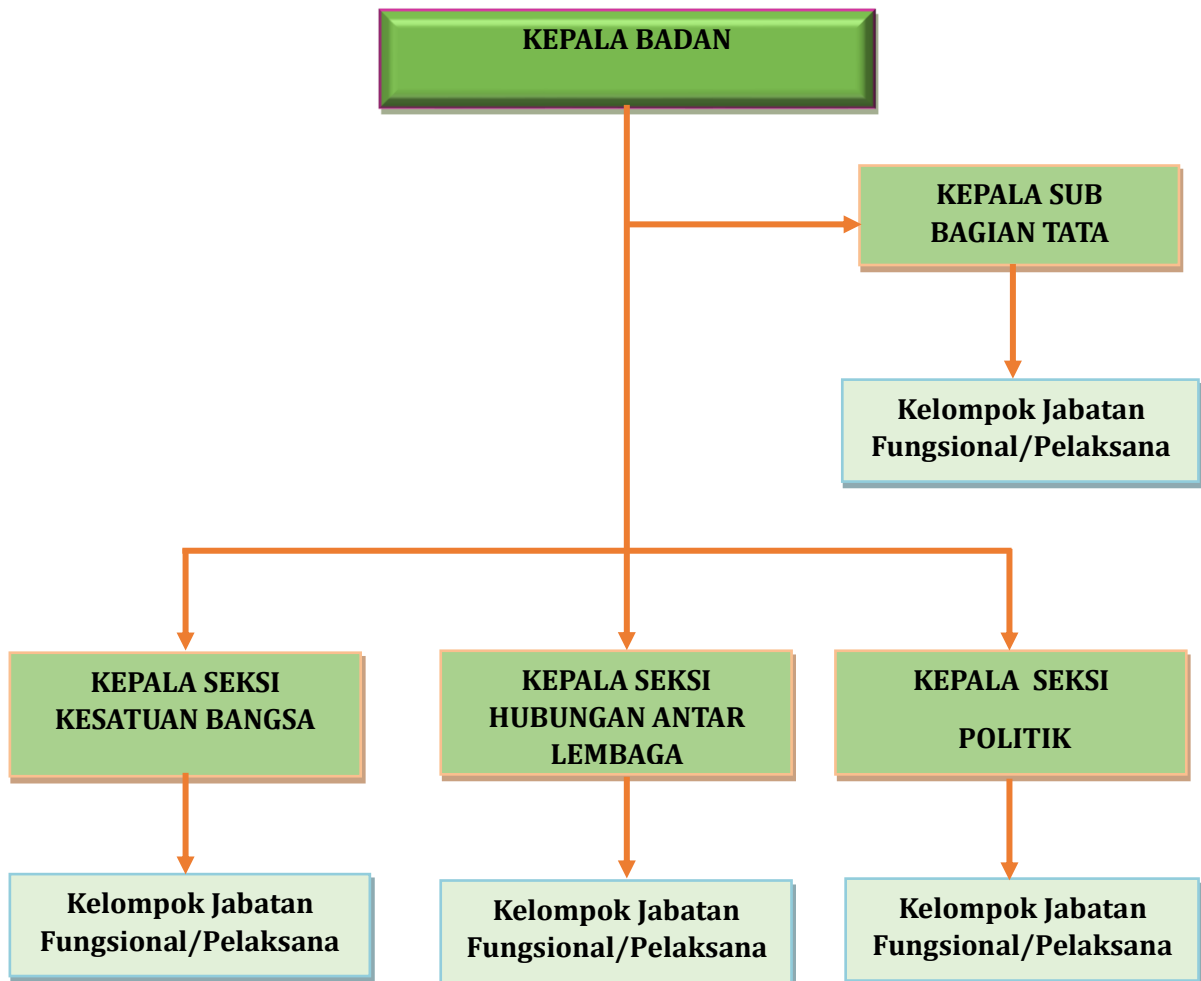 KEPALA BADAN
KEPALA SUB
BAGIAN TATA
Kelompok Jabatan
Fungsional/Pelaksana
KEPALA SEKSI
KESATUAN BANGSA
KEPALA SEKSI
HUBUNGAN ANTAR
LEMBAGA
KEPALA SEKSI
POLITIK
Kelompok Jabatan
Fungsional/Pelaksana
Kelompok Jabatan
Fungsional/Pelaksana
Kelompok Jabatan
Fungsional/Pelaksana